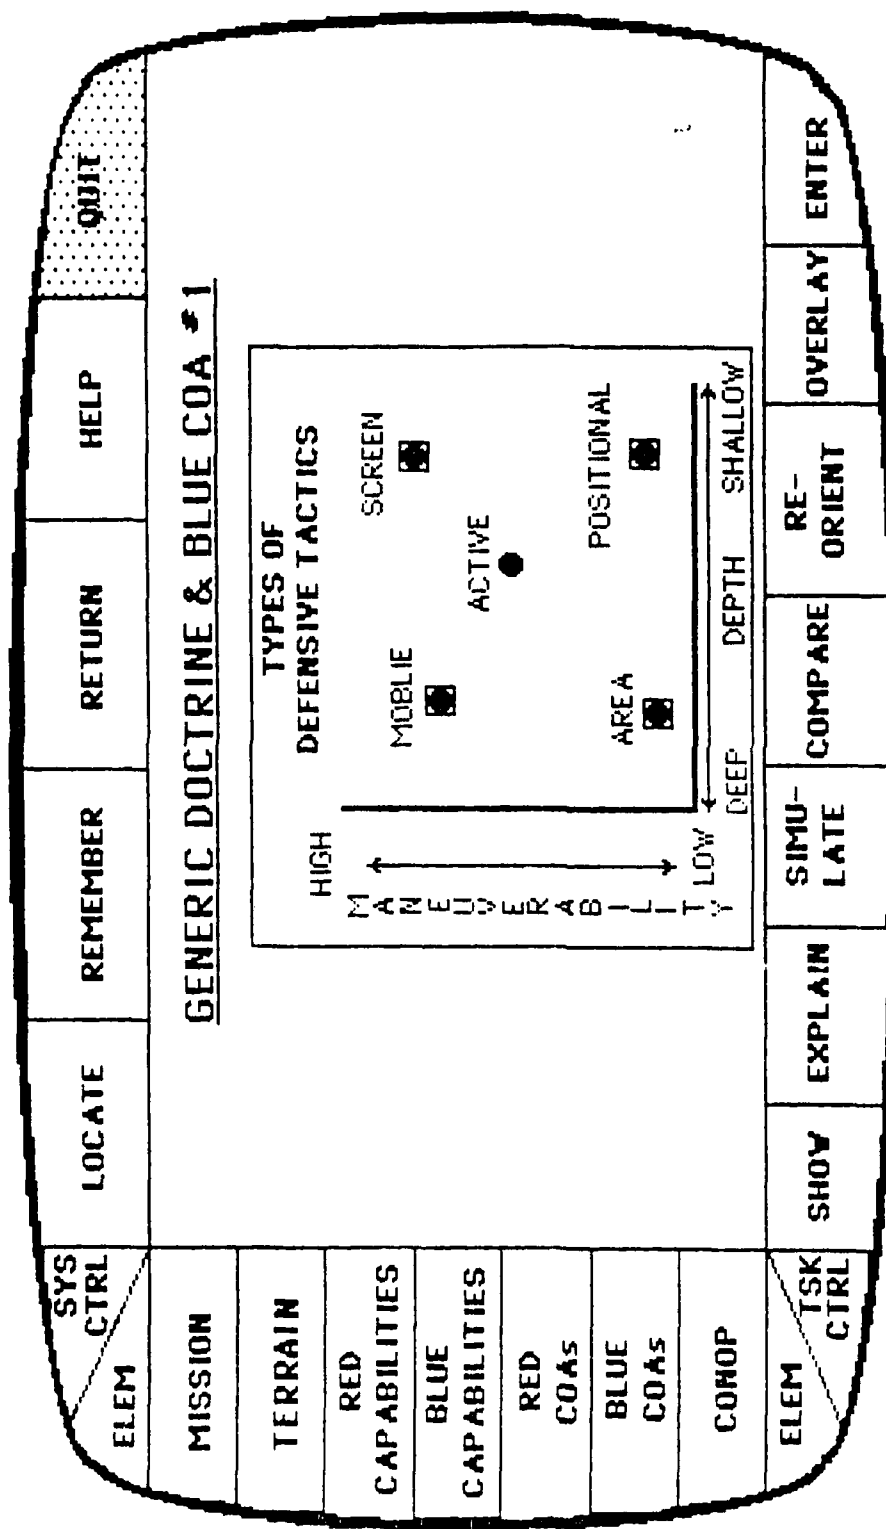 SYS
CTRL
ELEM
LOCATE
REMEMBER
RETURN
HELP
QUIT
MISSION
TERRAIN
RED
CAPABILITIES
BLUE
CAPABILITIES
RED
COAs
BLUE
COAs
CONOP
GENERIC DOCTRINE & BLUE COA #1
TYPES OF
DEFENSIVE TACTICS
HIGH
MANEUVERABILITY
LOW
MOBLIE
SCREEN
ACTIVE
AREA
POSITIONAL
DEEP DEPTH SHALLOW
ELEM
TSK
CTRL
SHOW
EXPLAIN
SIMU-
LATE
COMPARE
RE-
ORIENT
OVERLAY
ENTER